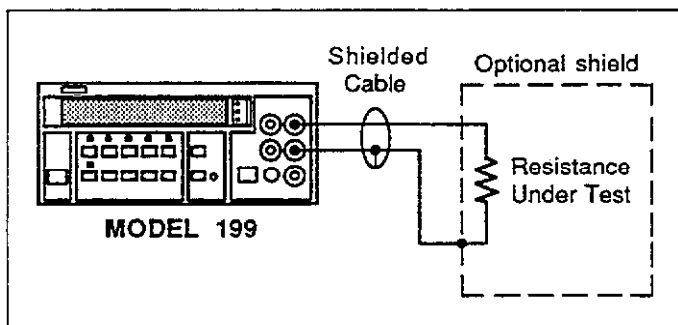 Shielded
Cable
Optional shield
Resistance
Under Test
MODEL 199